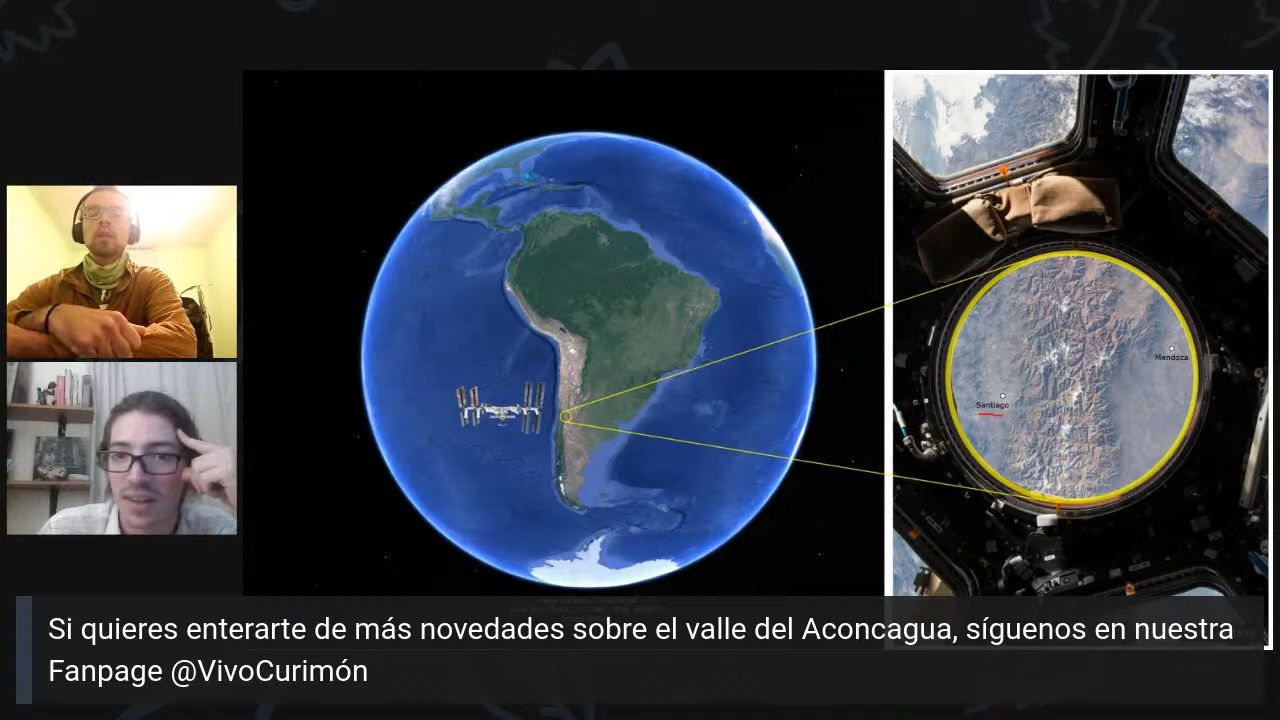 Mendoza
Santiago
Si quieres enterarte de más novedades sobre el valle del Aconcagua, síguenos en nuestra
Fanpage @VivoCurimón